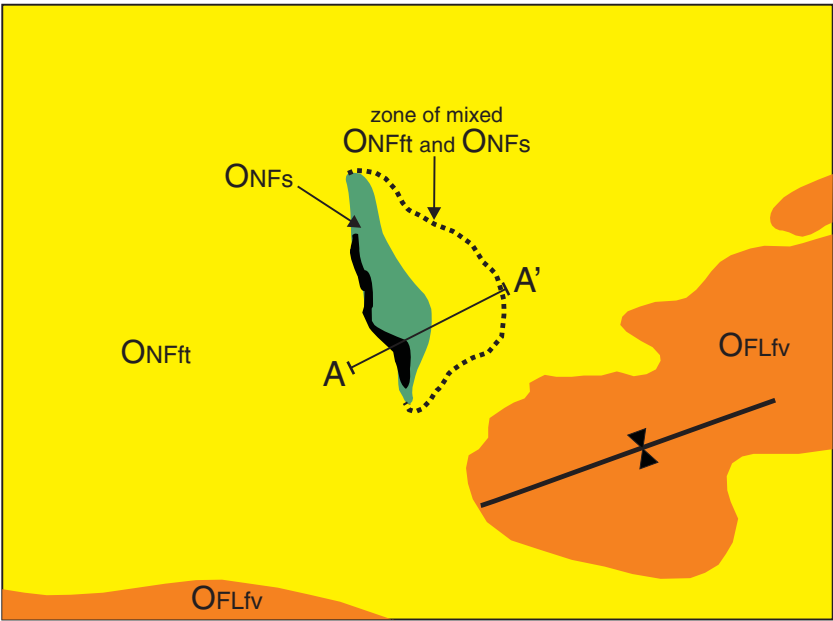 zone of mixed
ONFft and ONFs
ONFs
A'
ONFft
A
OFLfv
OFLfv